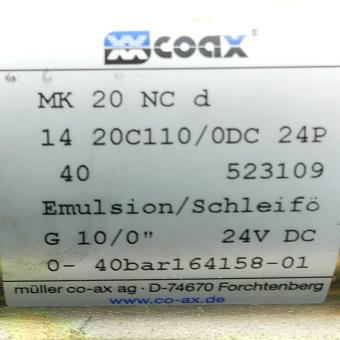 coax
MK 20 NC d
14 20C110/0DC 24P
40 523109
Emulsion/Schleifö
G 10/0" 24V DC
0- 40bar164158-01
müller co-ax ag · D-74670 Forchtenberg
www.co-ax.de